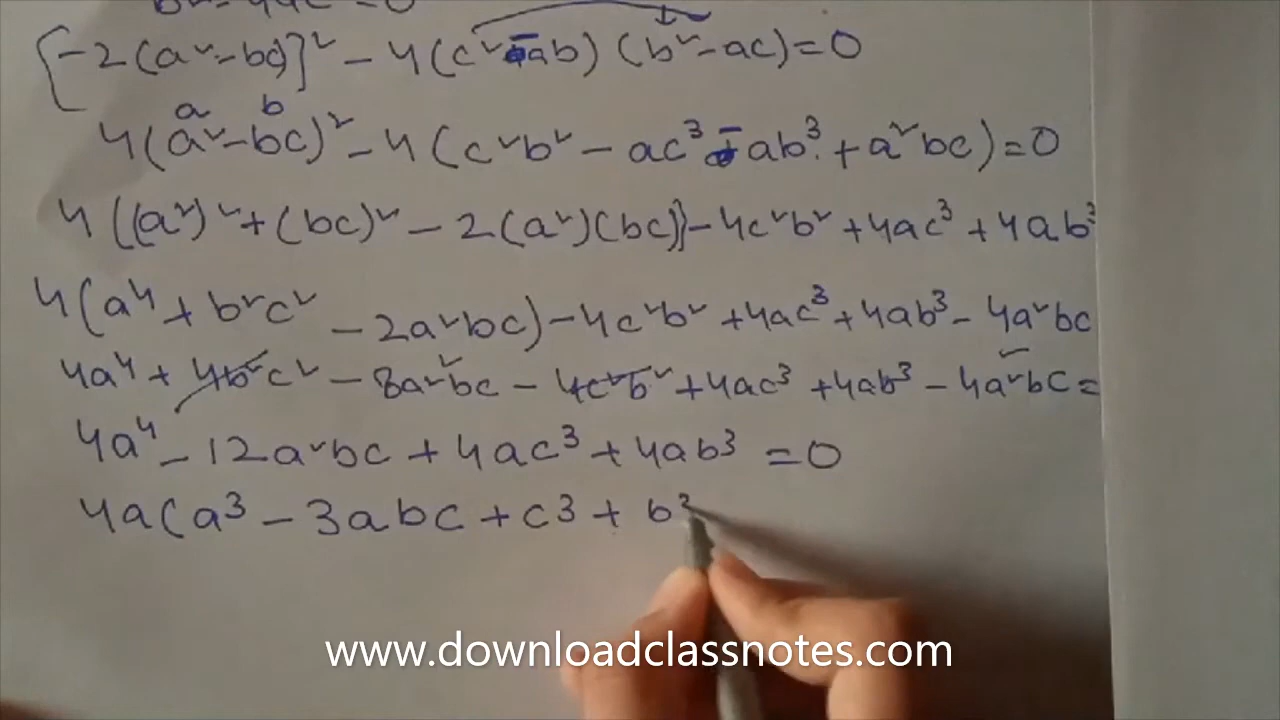 b² - 4ac = 0
[-2(a² - bc)]² - 4(c² - ab)(b² - ac) = 0
a b
4(a² - bc)² - 4(c²b² - ac³ - ab³ + a²bc) = 0
4((a²)² + (bc)² - 2(a²)(bc)) - 4c²b² + 4ac³ + 4ab³
4(a⁴ + b²c² - 2a²bc) - 4c²b² + 4ac³ + 4ab³ - 4a²bc
4a⁴ + 4b²c² - 8a²bc - 4c²b² + 4ac³ + 4ab³ - 4a²bc =
4a⁴ - 12a²bc + 4ac³ + 4ab³ = 0
4a(a³ - 3abc + c³ + b³
www.downloadclassnotes.com